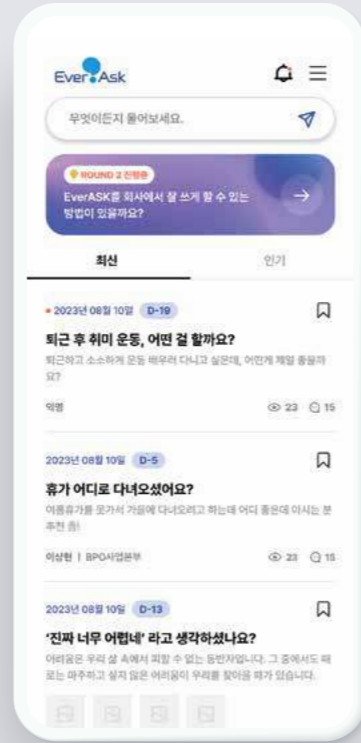 Ever Ask
무엇이든지 물어보세요.
ROUND 2 진행중
EverASK를 회사에서 잘 쓰게 할 수 있는
방법이 있을까요?
최신 인기
2023년 08월 10일 D-19
퇴근 후 취미 운동, 어떤 걸 할까요?
퇴근하고 소소하게 운동 배우러 다니고 싶은데, 어떤게 제일 좋을까
요?
익명 23 15
2023년 08월 10일 D-5
휴가 어디로 다녀오셨어요?
여름휴가를 못가서 가을에 다녀오려고 하는데 어디 좋은데 아시는 분
추천 좀!
이상현 | BPO사업본부 23 15
2023년 08월 10일 D-13
‘진짜 너무 어렵네’ 라고 생각하셨나요?
어려움은 우리 삶 속에서 피할 수 없는 동반자입니다. 그 중에서도 때
로는 마주하고 싶지 않은 어려움이 우리를 찾아올 때가 있습니다.